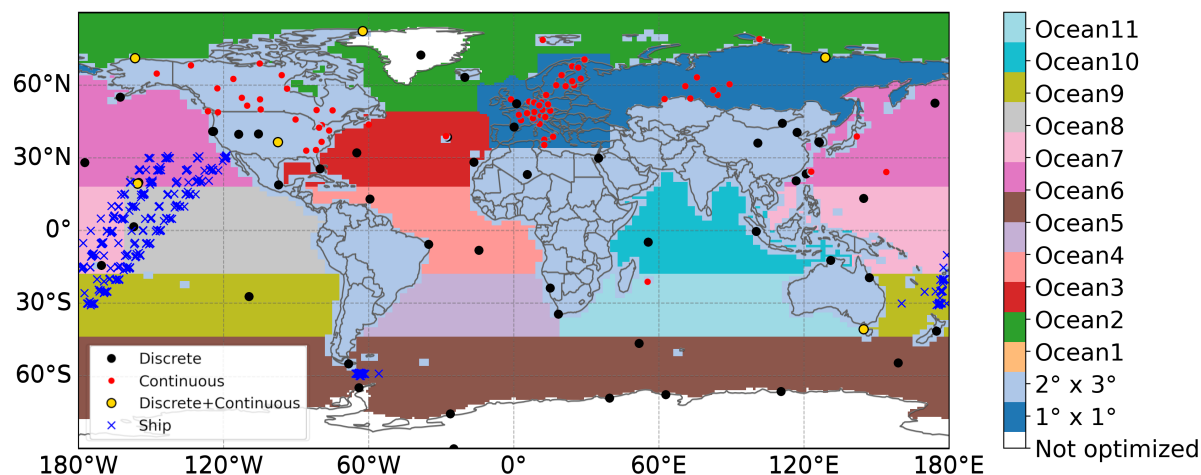 60°N
30°N
0°
30°S
60°S
180°W
120°W
60°W
0°
60°E
120°E
180°E
Discrete
Continuous
Discrete+Continuous
Ship
Ocean11
Ocean10
Ocean9
Ocean8
Ocean7
Ocean6
Ocean5
Ocean4
Ocean3
Ocean2
Ocean1
2° x 3°
1° x 1°
Not optimized